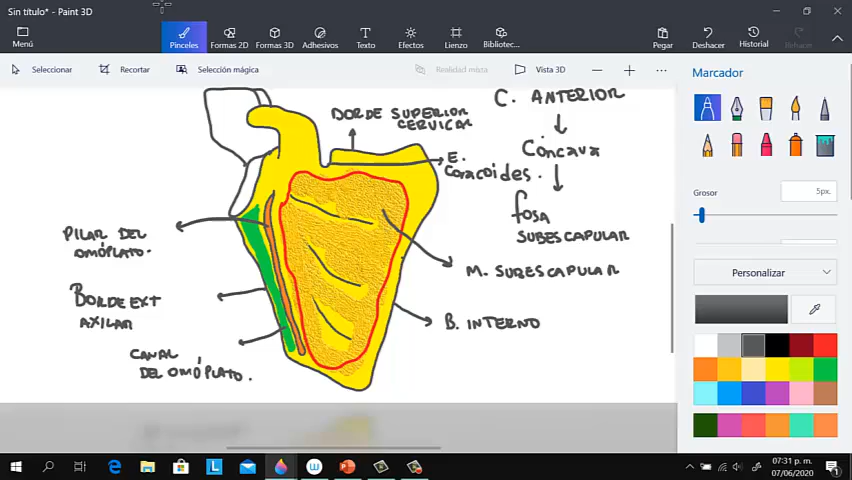 Sin título* - Paint 3D
Menú
Pinceles
Formas 2D
Formas 3D
Adhesivos
Texto
Efectos
Lienzo
Bibliotec...
Pegar
Deshacer
Historial
Rehacer
Seleccionar
Recortar
Selección mágica
Realidad mixta
Vista 3D
Marcador
Grosor
5px.
Personalizar
C. ANTERIOR
Cóncava
fosa
SUBESCAPULAR
BORDE SUPERIOR
CERVICAL
E.
Coracoides.
PILAR DEL
OMÓPLATO.
M. SUBESCAPULAR
BORDE EXT
AXILAR
B. INTERNO
CANAL
DEL OMÓPLATO.
07:31 p. m.
07/06/2020